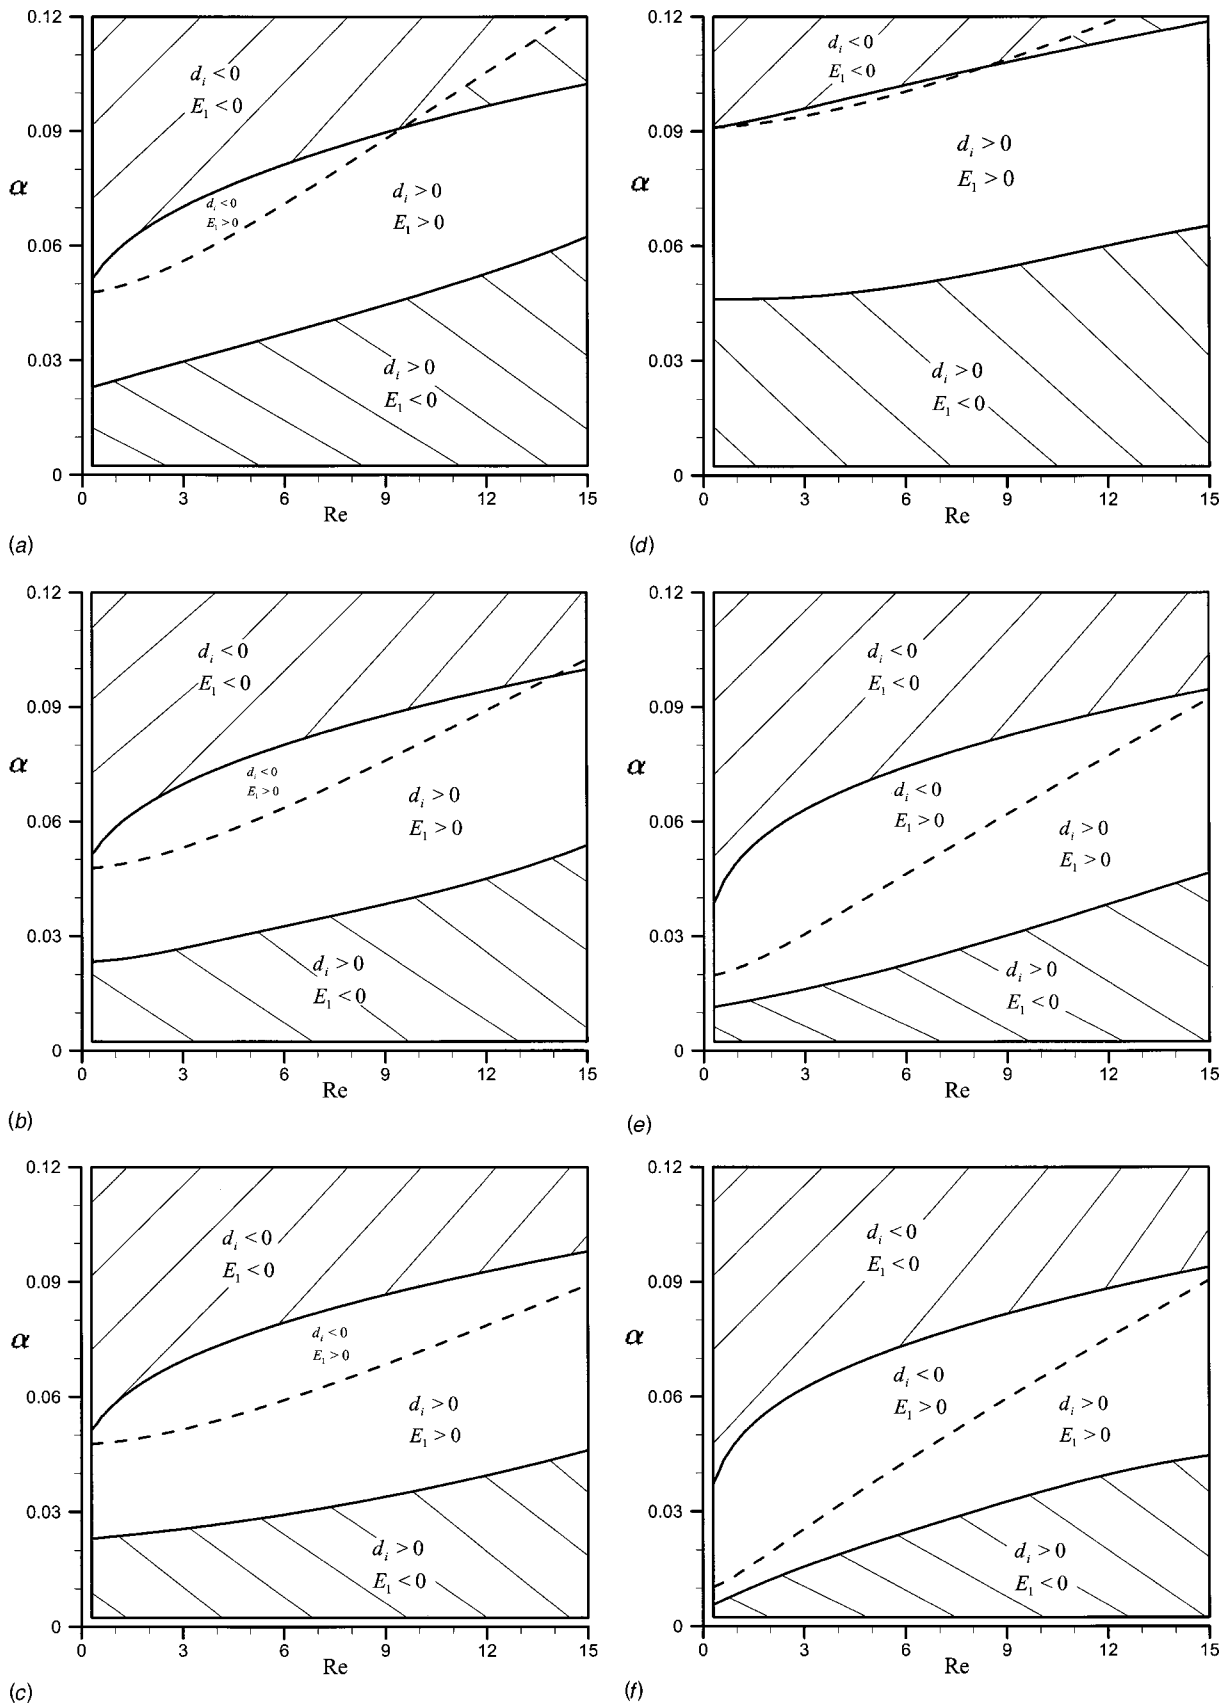 0.12
0.09
α
0.06
0.03
0
0 3 6 9 12 15
Re
d_i < 0
E_1 < 0
d_i < 0
E_1 > 0
d_i > 0
E_1 > 0
d_i > 0
E_1 < 0
(a)
0.12
0.09
α
0.06
0.03
0
0 3 6 9 12 15
Re
d_i < 0
E_1 < 0
d_i > 0
E_1 > 0
d_i > 0
E_1 < 0
(d)
0.12
0.09
α
0.06
0.03
0
0 3 6 9 12 15
Re
d_i < 0
E_1 < 0
d_i < 0
E_1 > 0
d_i > 0
E_1 > 0
d_i > 0
E_1 < 0
(b)
0.12
0.09
α
0.06
0.03
0
0 3 6 9 12 15
Re
d_i < 0
E_1 < 0
d_i < 0
E_1 > 0
d_i > 0
E_1 > 0
d_i > 0
E_1 < 0
(e)
0.12
0.09
α
0.06
0.03
0
0 3 6 9 12 15
Re
d_i < 0
E_1 < 0
d_i < 0
E_1 > 0
d_i > 0
E_1 > 0
d_i > 0
E_1 < 0
(c)
0.12
0.09
α
0.06
0.03
0
0 3 6 9 12 15
Re
d_i < 0
E_1 < 0
d_i < 0
E_1 > 0
d_i > 0
E_1 > 0
d_i > 0
E_1 < 0
(f)